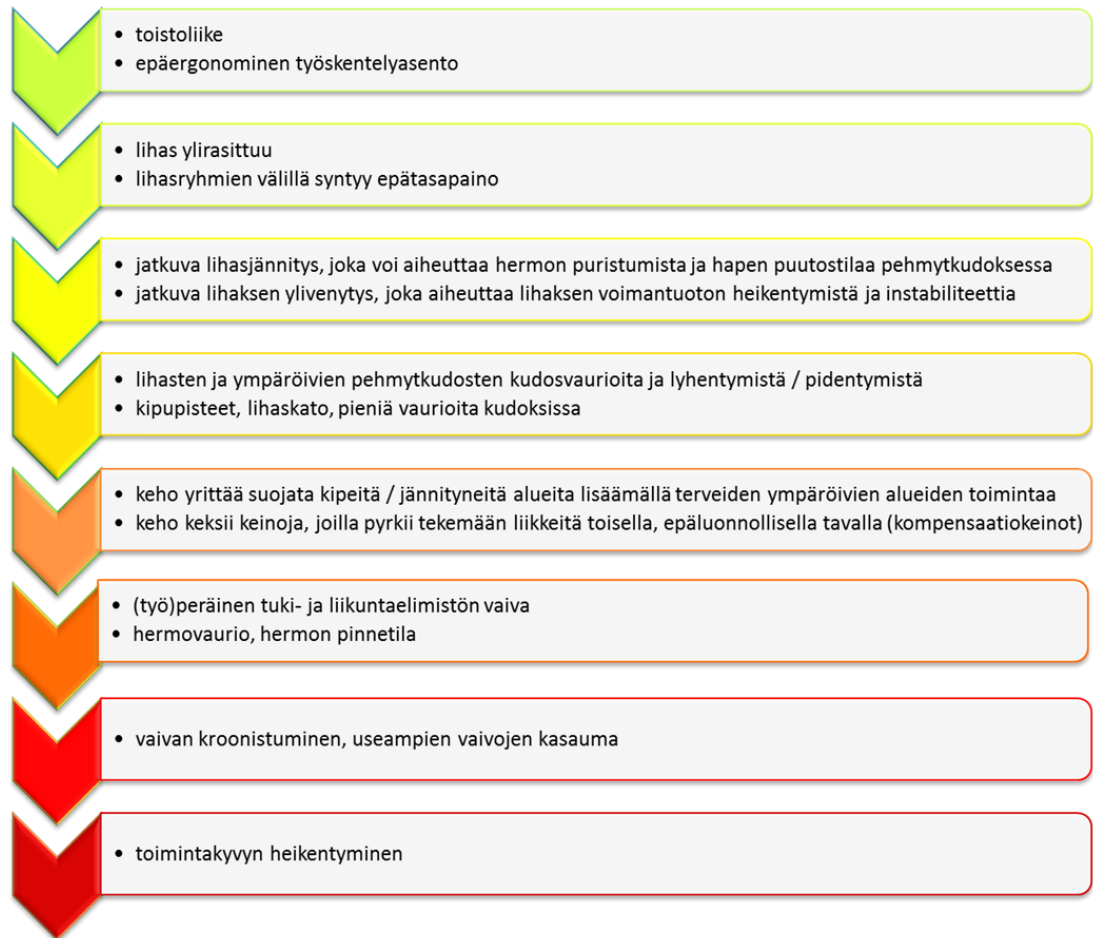 • toistoliike
• epäergonominen työskentelyasento
• lihas ylirasittuu
• lihasryhmien välillä syntyy epätasapaino
• jatkuva lihasjännitys, joka voi aiheuttaa hermon puristumista ja hapen puutostilaa pehmytkudoksessa
• jatkuva lihaksen ylivenytys, joka aiheuttaa lihaksen voimantuoton heikentymistä ja instabiliteettia
• lihasten ja ympäröivien pehmytkudosten kudosvaurioita ja lyhentymistä / pidentymistä
• kipupisteet, lihaskato, pieniä vaurioita kudoksissa
• keho yrittää suojata kipeitä / jännityneitä alueita lisäämällä terveiden ympäröivien alueiden toimintaa
• keho keksii keinoja, joilla pyrkii tekemään liikkeitä toisella, epäluonnollisella tavalla (kompensaatiokeinot)
• (työ)peräinen tuki- ja liikuntaelimistön vaiva
• hermovaurio, hermon pinnetila
• vaivan kroonistuminen, useampien vaivojen kasauma
• toimintakyvyn heikentyminen